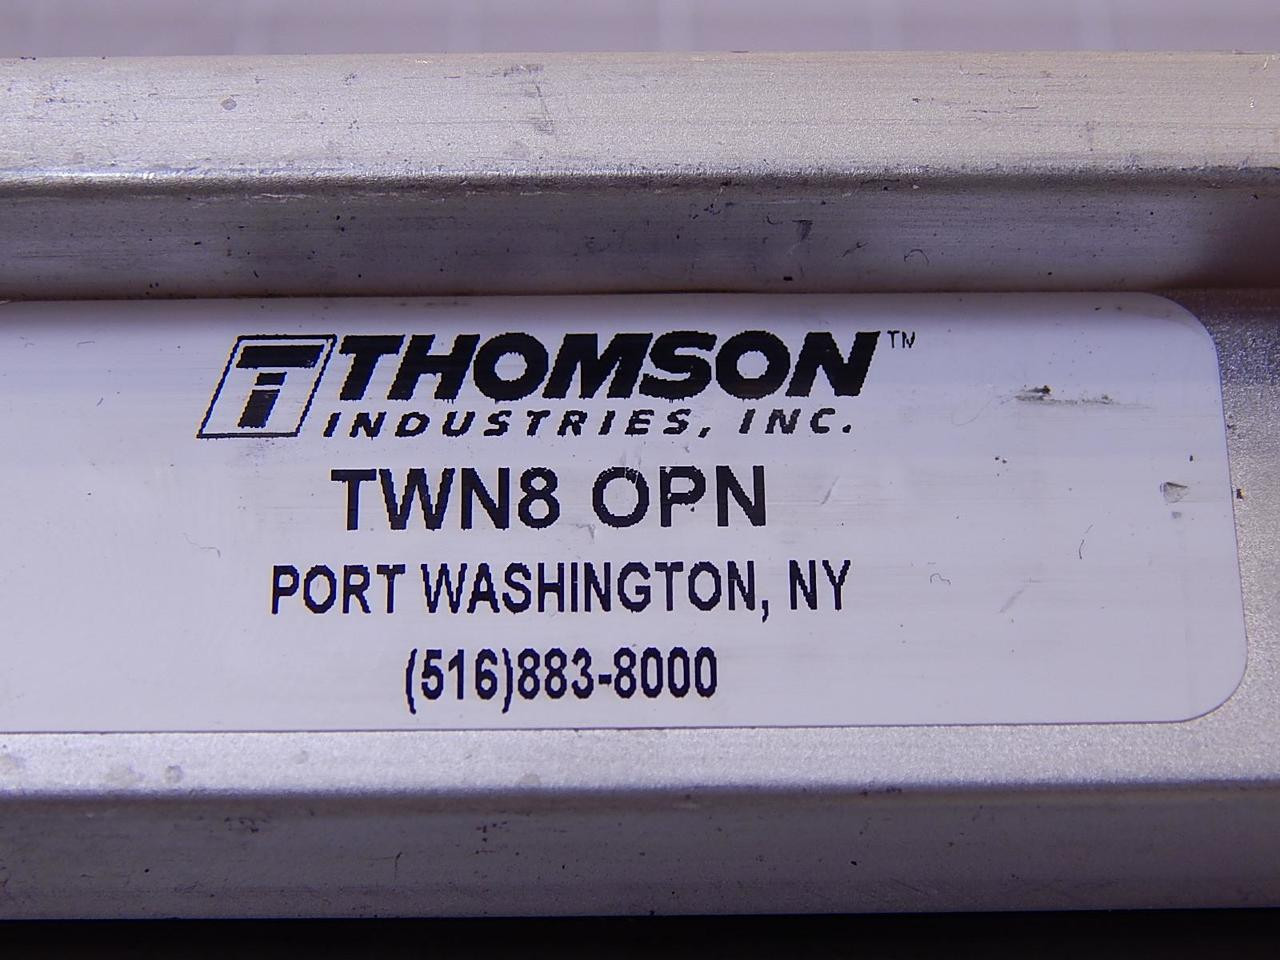 THOMSON™
INDUSTRIES, INC.
TWN8 OPN
PORT WASHINGTON, NY
(516)883-8000